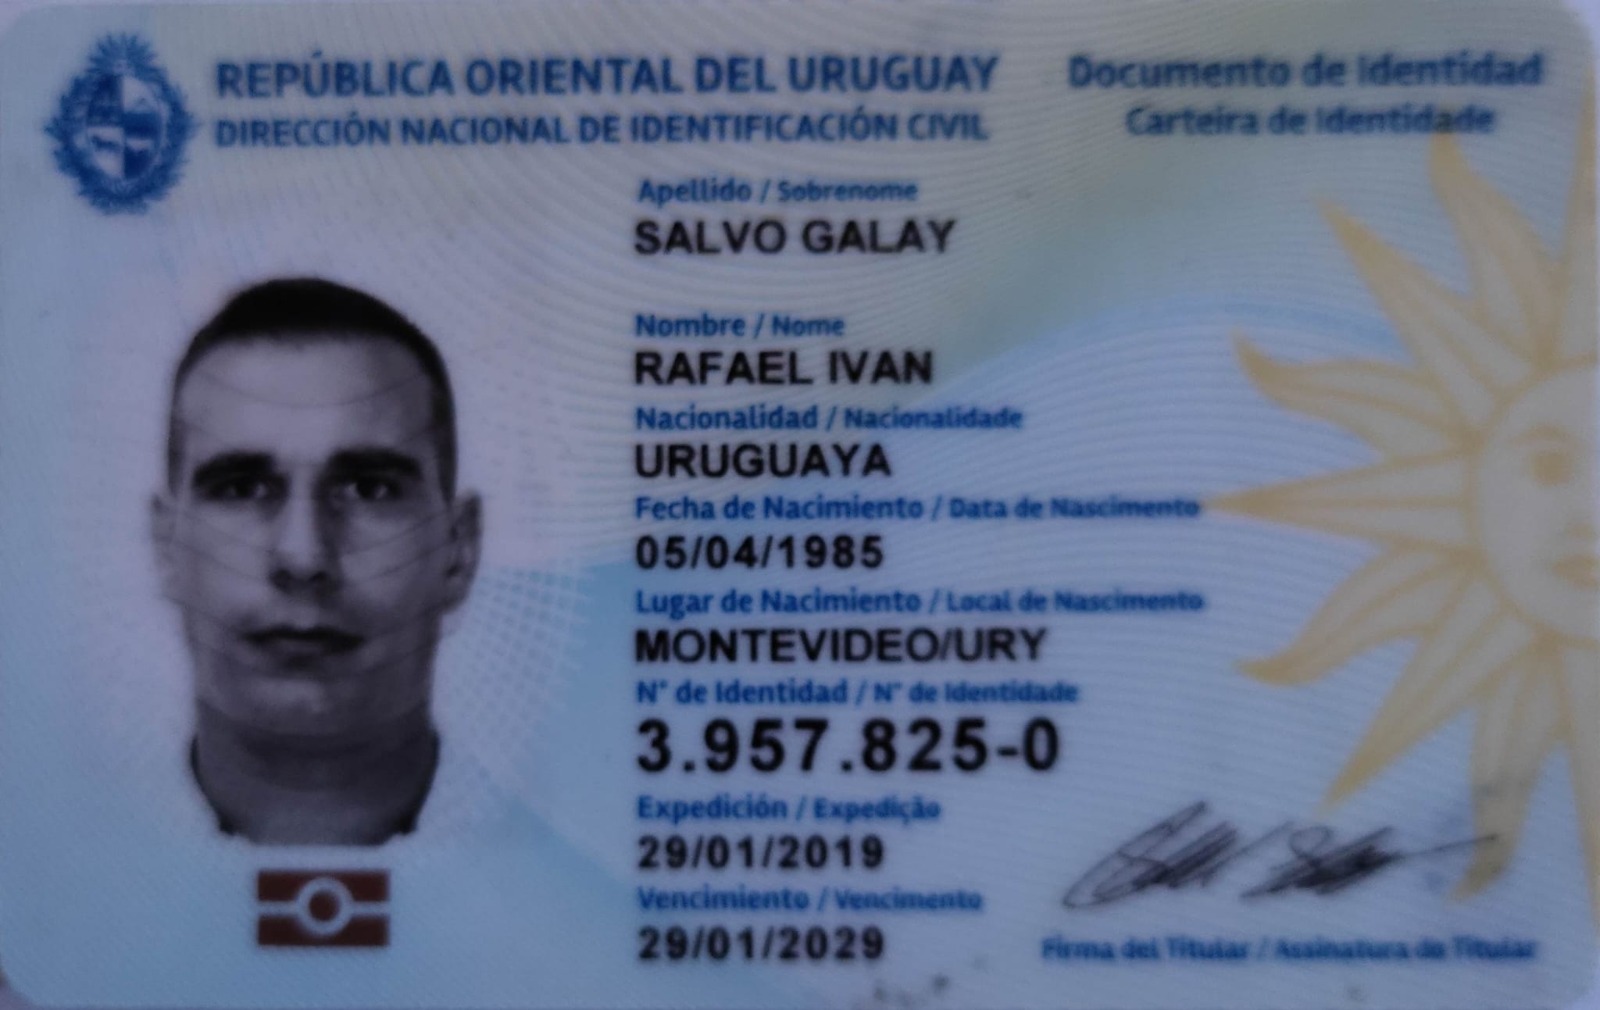 REPÚBLICA ORIENTAL DEL URUGUAY
DIRECCIÓN NACIONAL DE IDENTIFICACIÓN CIVIL
Documento de Identidad
Carteira de Identidade
Apellido / Sobrenome
SALVO GALAY
Nombre / Nome
RAFAEL IVAN
Nacionalidad / Nacionalidade
URUGUAYA
Fecha de Nacimiento / Data de Nascimento
05/04/1985
Lugar de Nacimiento / Local de Nascimento
MONTEVIDEO/URY
N° de Identidad / N° de Identidade
3.957.825-0
Expedición / Expedição
29/01/2019
Vencimiento / Vencimento
29/01/2029
Firma del Titular / Assinatura do Titular